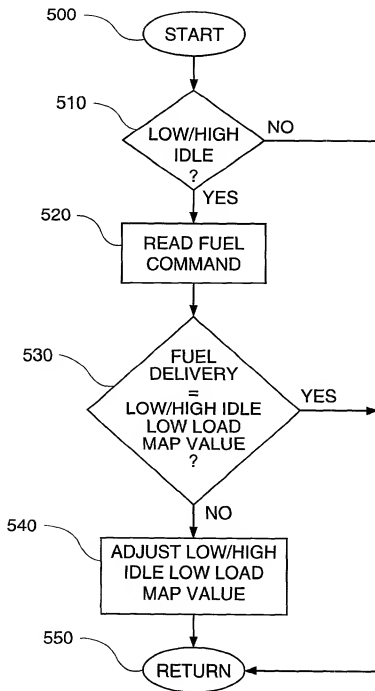 500
START
510
LOW/HIGH
IDLE
?
NO
YES
520
READ FUEL
COMMAND
530
FUEL
DELIVERY
=
LOW/HIGH IDLE
LOW LOAD
MAP VALUE
?
YES
NO
540
ADJUST LOW/HIGH
IDLE LOW LOAD
MAP VALUE
550
RETURN